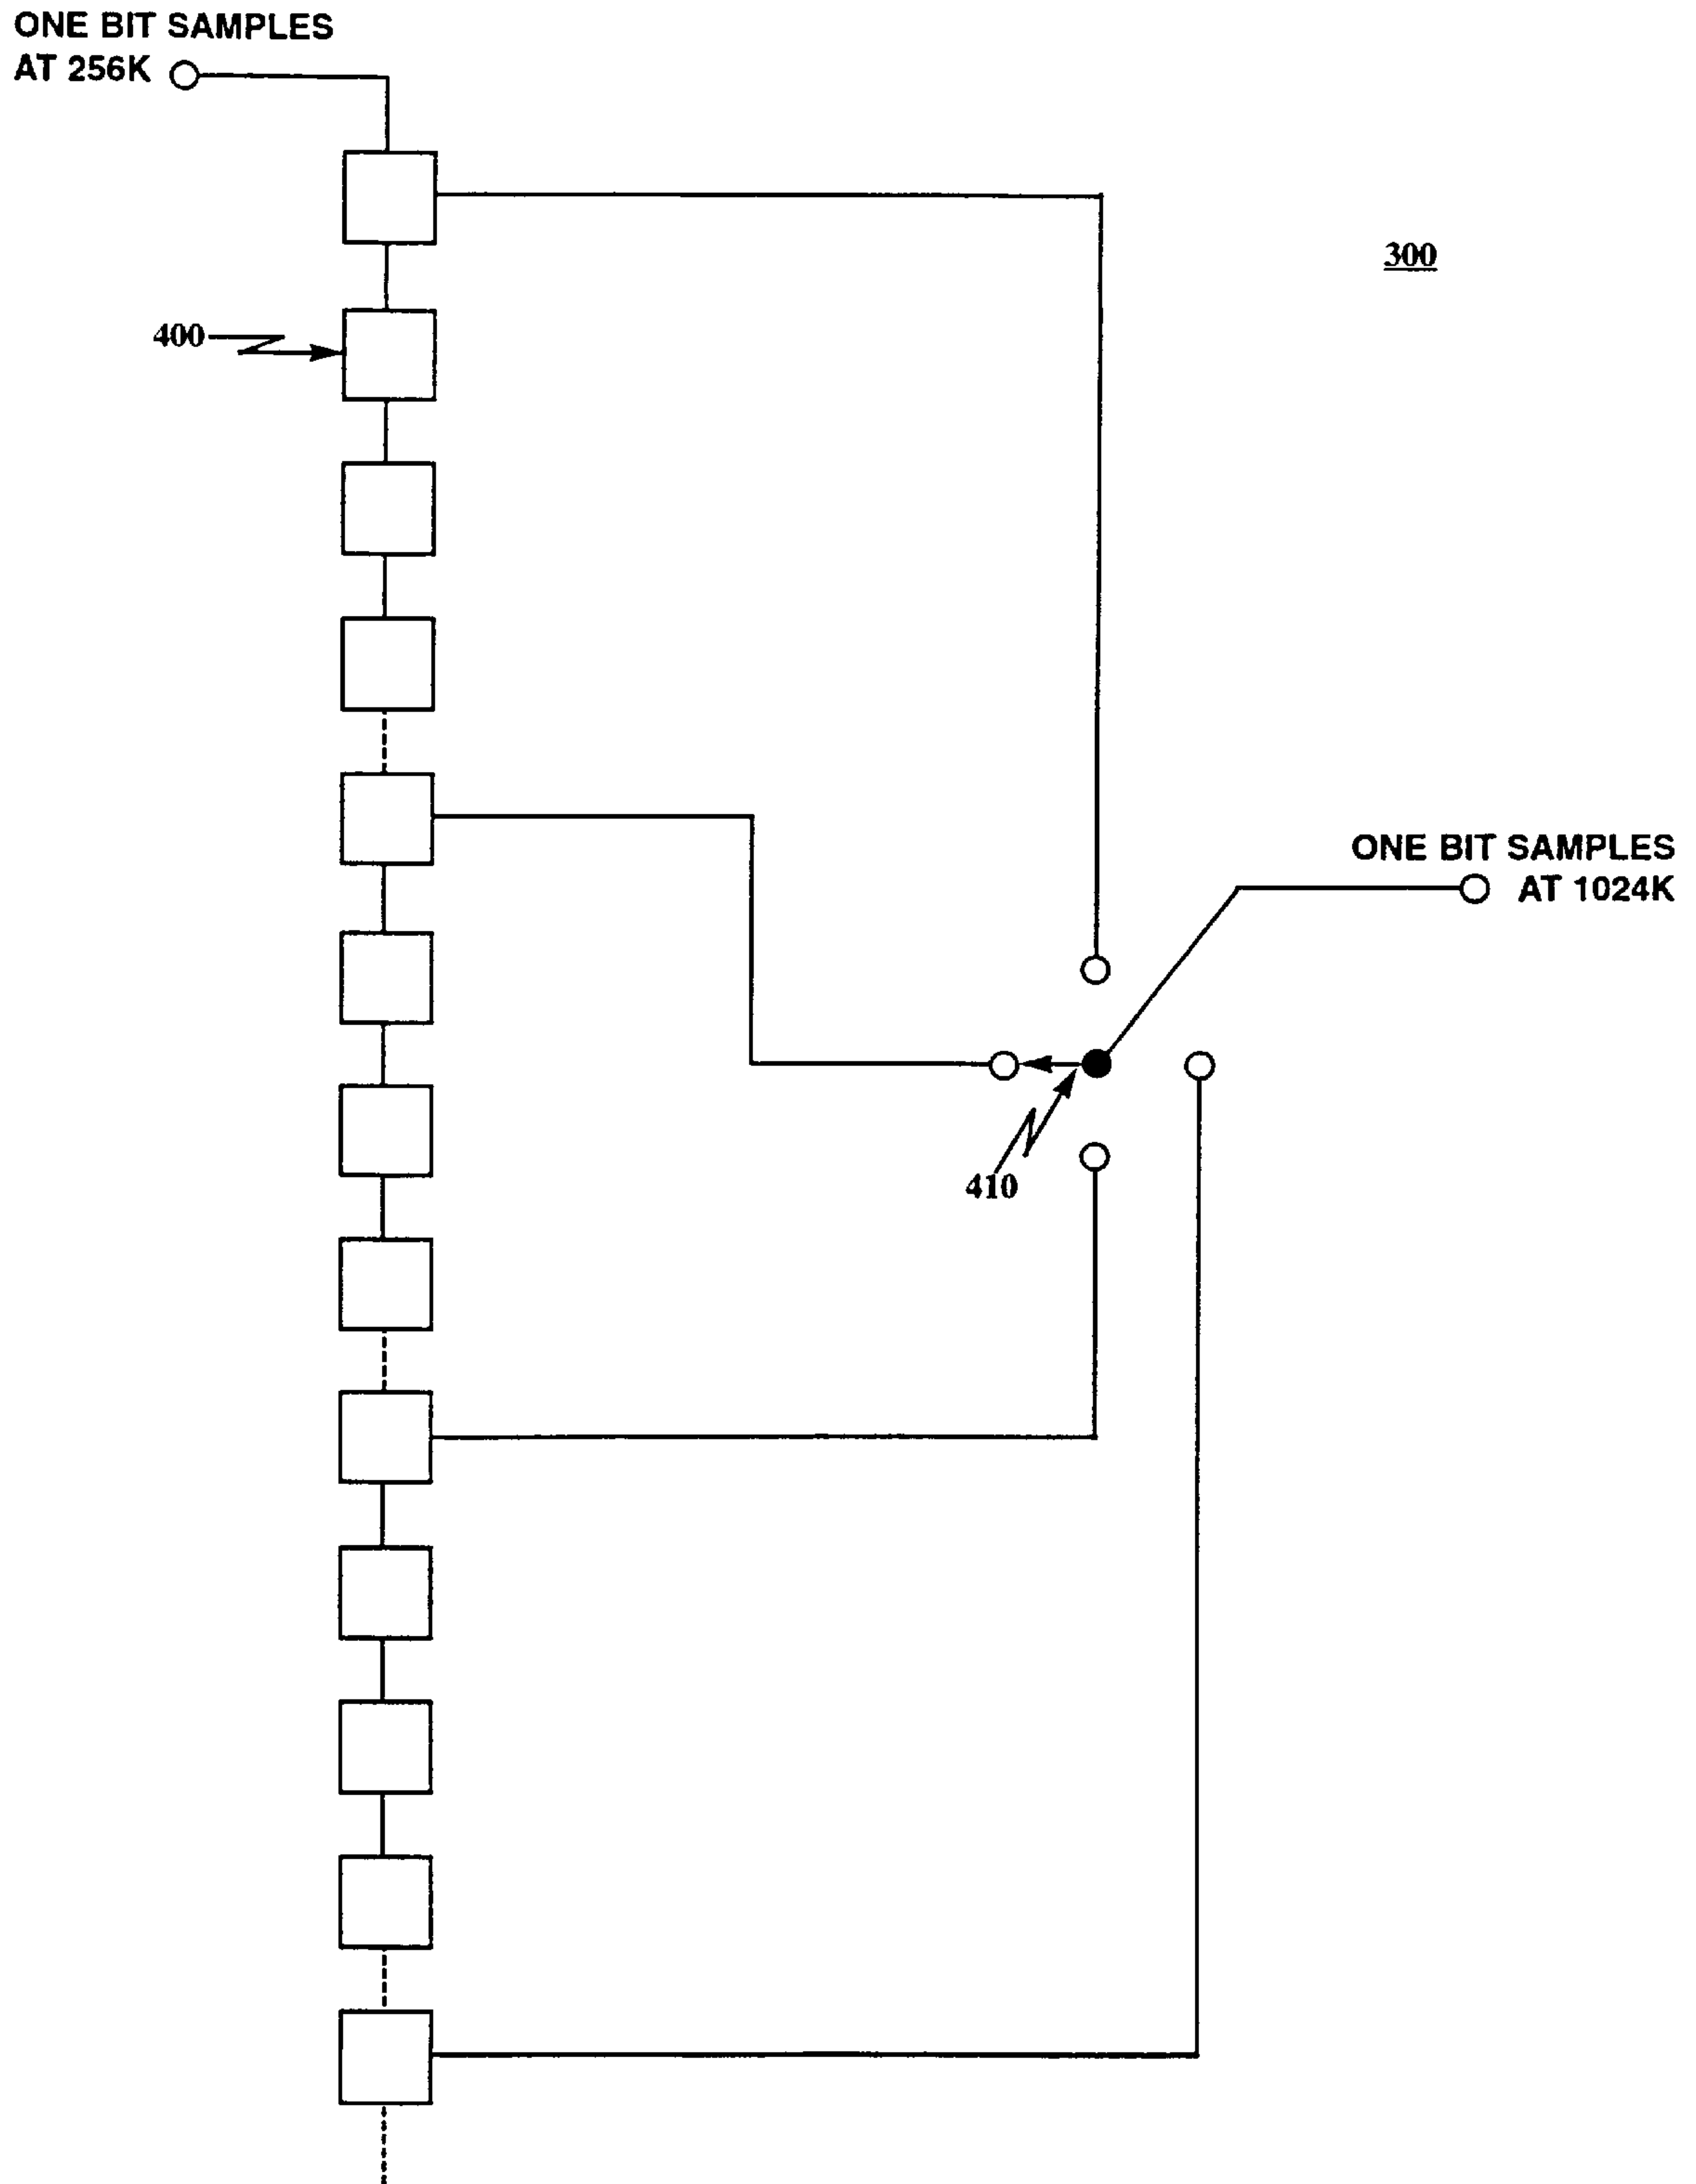 ONE BIT SAMPLES
AT 256K
300
400
ONE BIT SAMPLES
AT 1024K
410